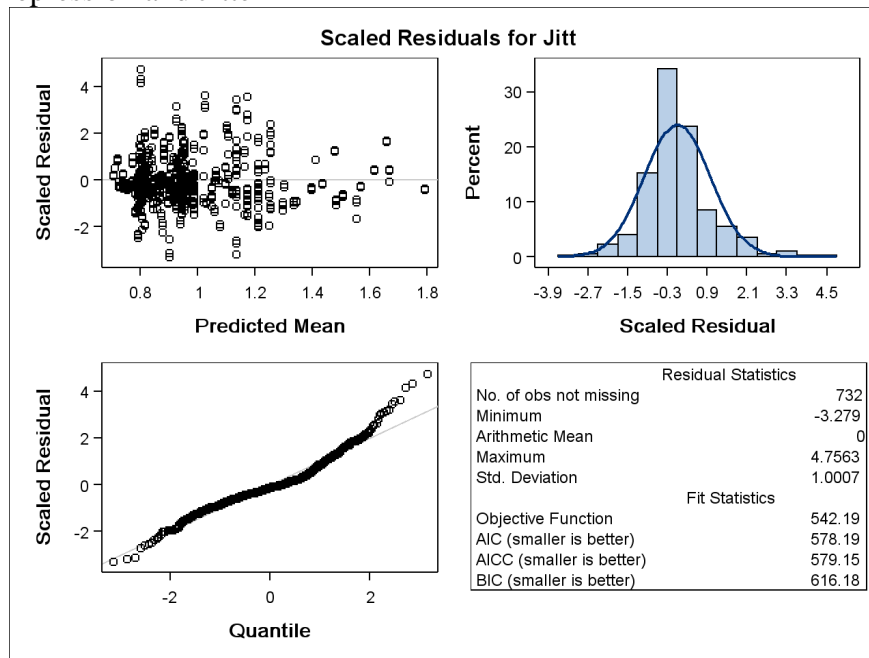 Scaled Residuals for Jitt
Scaled Residual
4
2
0
-2
0.8 1 1.2 1.4 1.6 1.8
Predicted Mean
Percent
30
20
10
0
-3.9 -2.7 -1.5 -0.3 0.9 2.1 3.3 4.5
Scaled Residual
Scaled Residual
4
2
0
-2
-2 0 2
Quantile
Residual Statistics
No. of obs not missing 732
Minimum -3.279
Arithmetic Mean 0
Maximum 4.7563
Std. Deviation 1.0007
Fit Statistics
Objective Function 542.19
AIC (smaller is better) 578.19
AICC (smaller is better) 579.15
BIC (smaller is better) 616.18